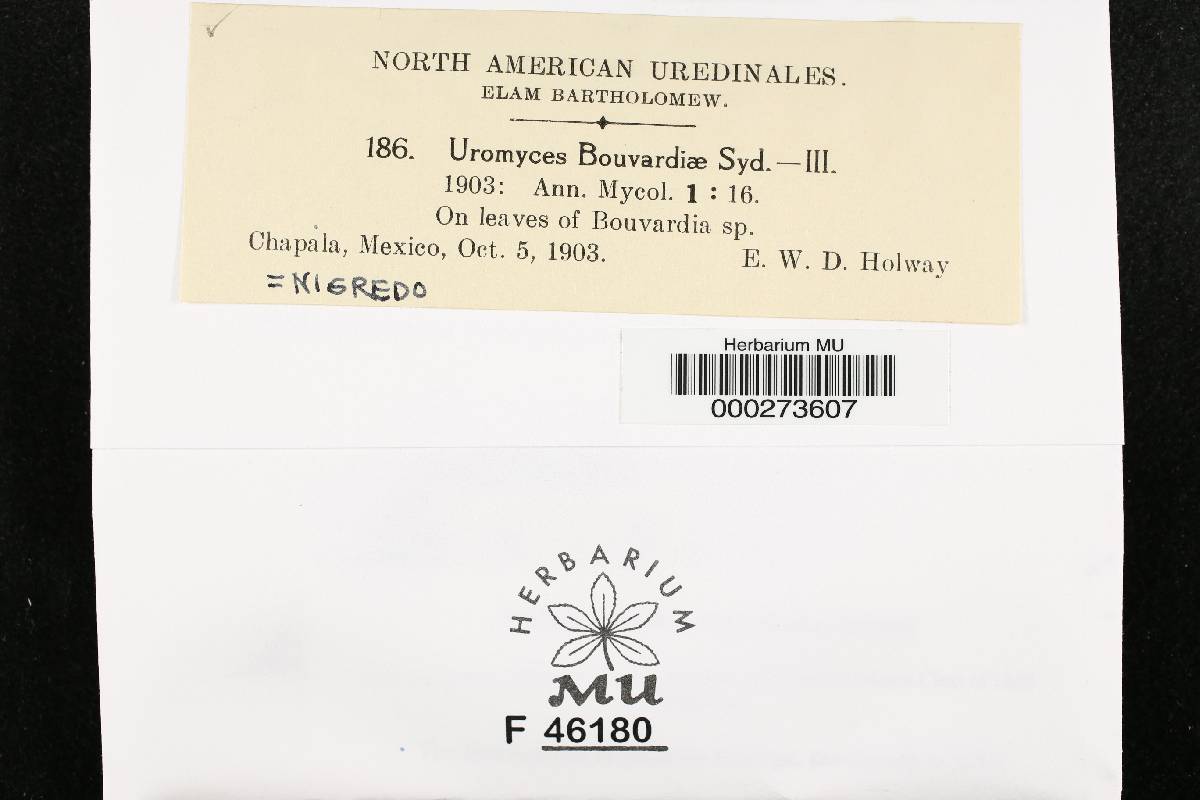 NORTH AMERICAN UREDINALES.
ELAM BARTHOLOMEW.
186. Uromyces Bouvardiæ Syd.—III.
1903: Ann. Mycol. 1 : 16.
On leaves of Bouvardia sp.
Chapala, Mexico, Oct. 5, 1903. E. W. D. Holway
= NIGREDO
Herbarium MU
000273607
HERBARIUM
MU
F 46180